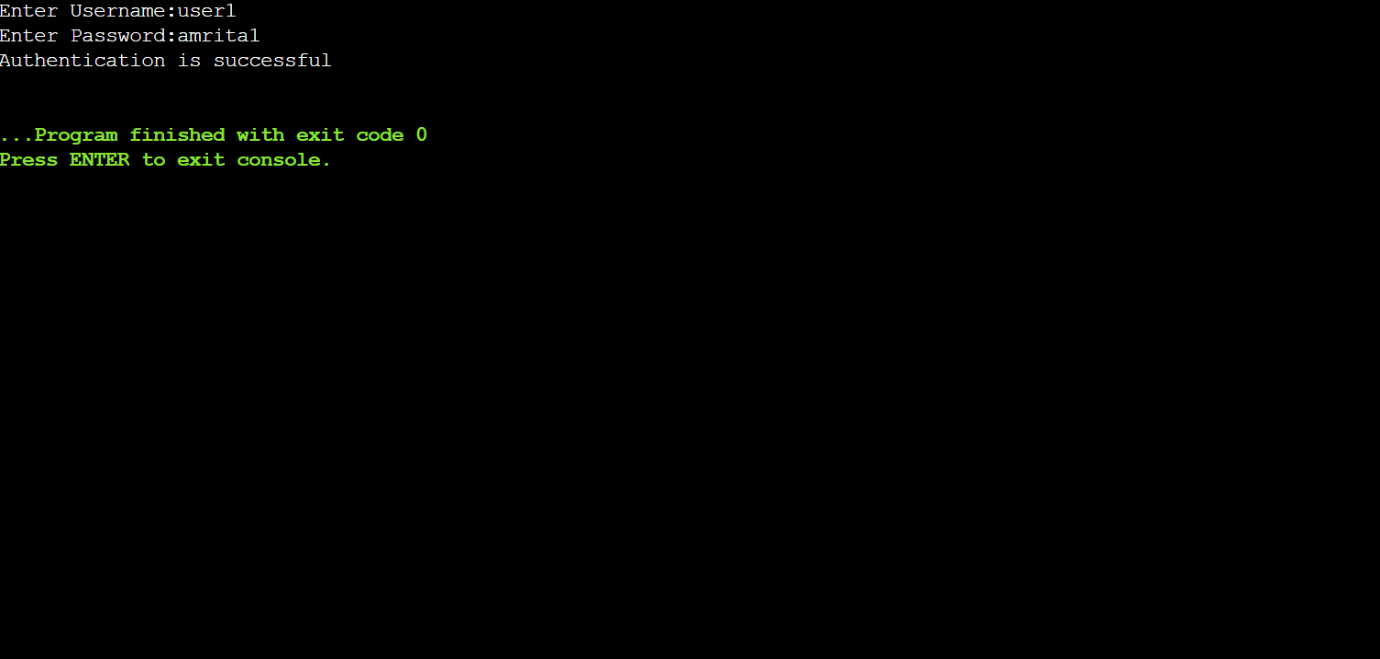 Enter Username:user1
Enter Password:amrita1
Authentication is successful
...Program finished with exit code 0
Press ENTER to exit console.